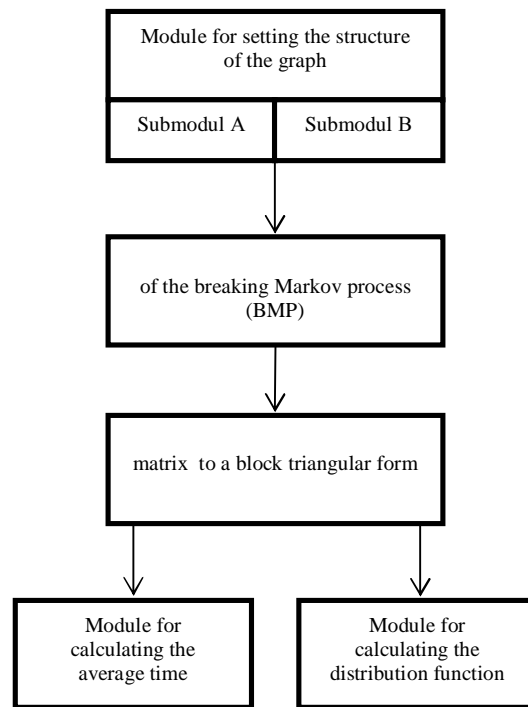 Module for setting the structure
of the graph
Submodul A
Submodul B
of the breaking Markov process
(BMP)
matrix to a block triangular form
Module for
calculating the
average time
Module for
calculating the
distribution function